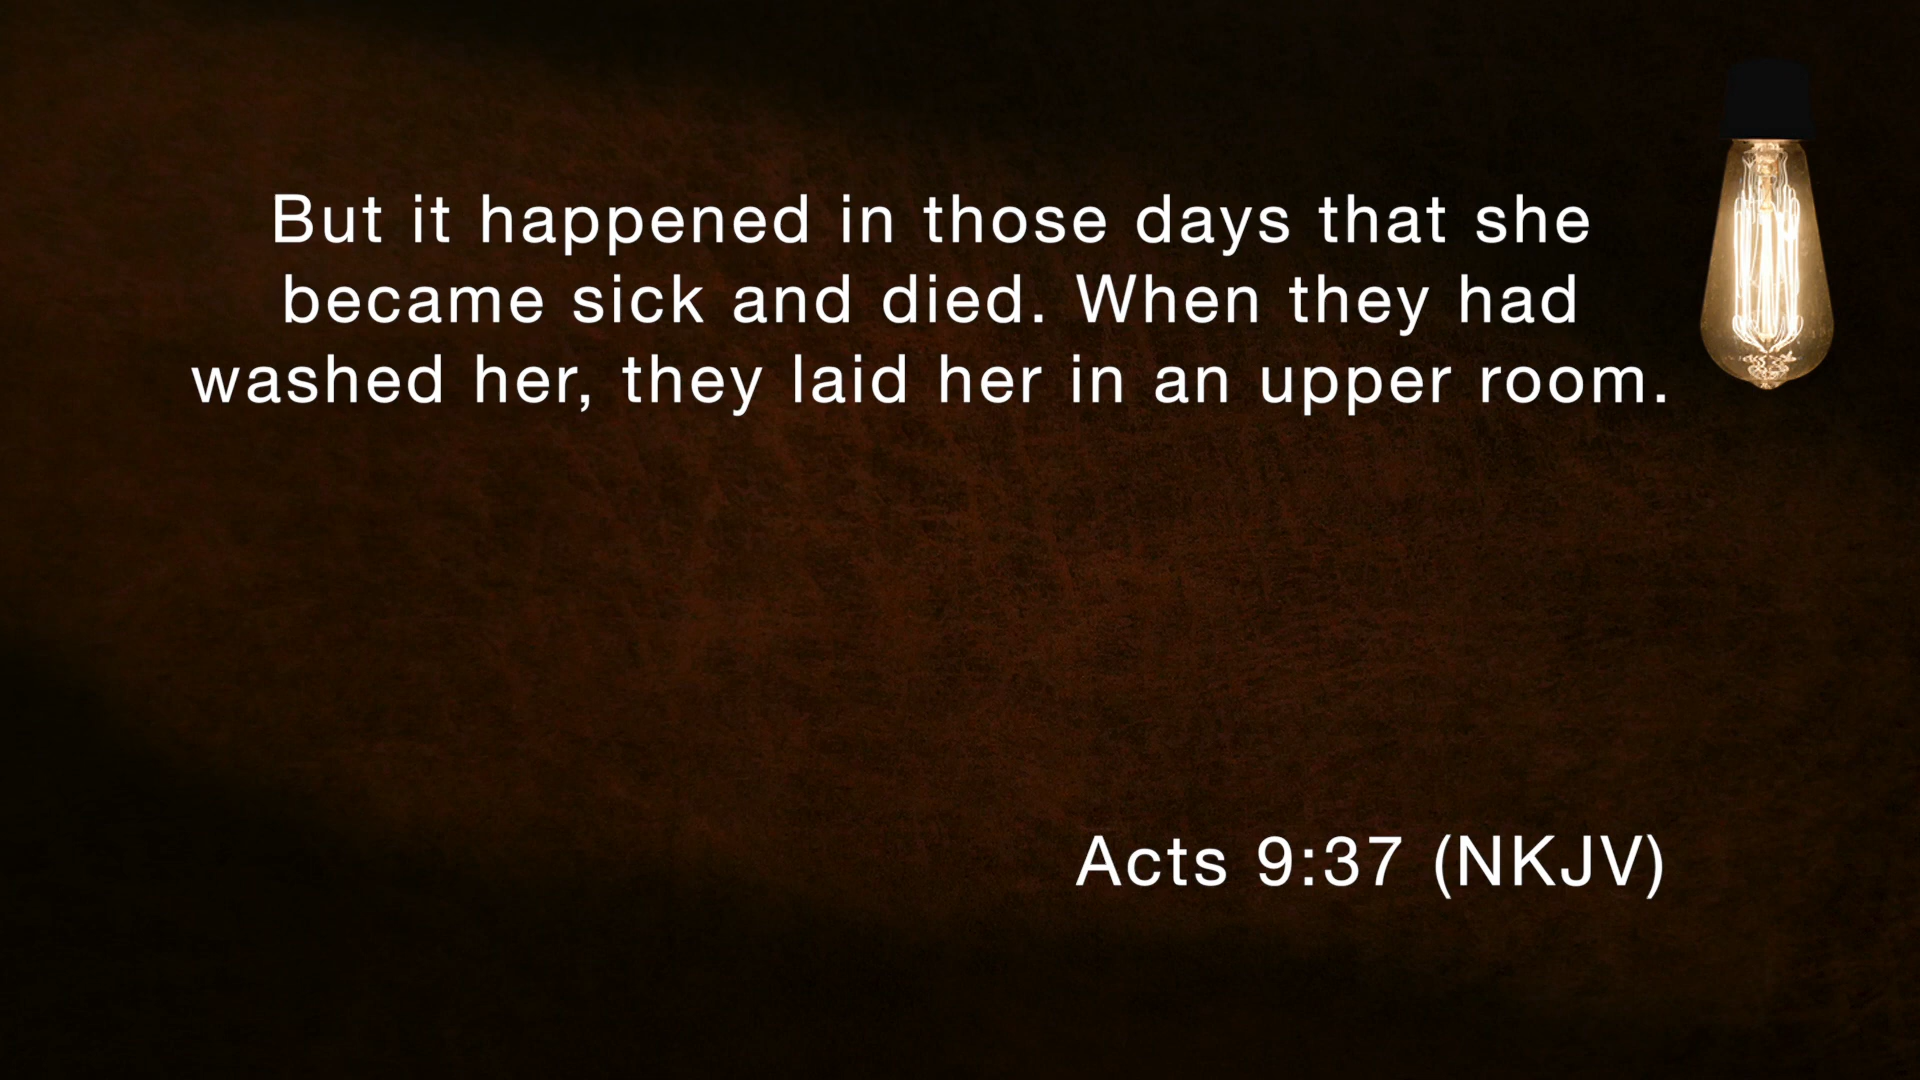 But it happened in those days that she
became sick and died. When they had
washed her, they laid her in an upper room.
Acts 9:37 (NKJV)